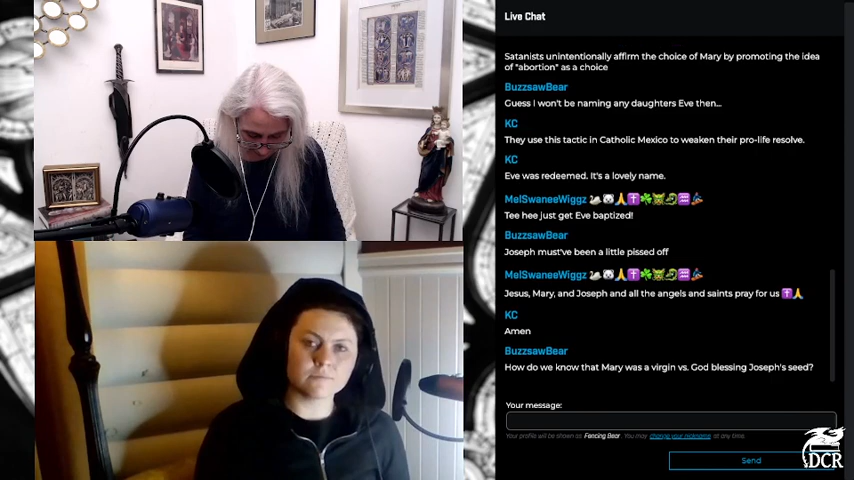 Live Chat
Satanists unintentionally affirm the choice of Mary by promoting the idea
of "abortion" as a choice
BuzzsawBear
Guess I won't be naming any daughters Eve then...
KC
They use this tactic in Catholic Mexico to weaken their pro-life resolve.
KC
Eve was redeemed. It's a lovely name.
MelSwaneeWiggz
Tee hee just get Eve baptized!
BuzzsawBear
Joseph must've been a little pissed off
MelSwaneeWiggz
Jesus, Mary, and Joseph and all the angels and saints pray for us
KC
Amen
BuzzsawBear
How do we know that Mary was a virgin vs. God blessing Joseph's seed?
Your message:
Your profile will be shown as Fencing Bear. You may change your nickname at any time.
Send
DCR